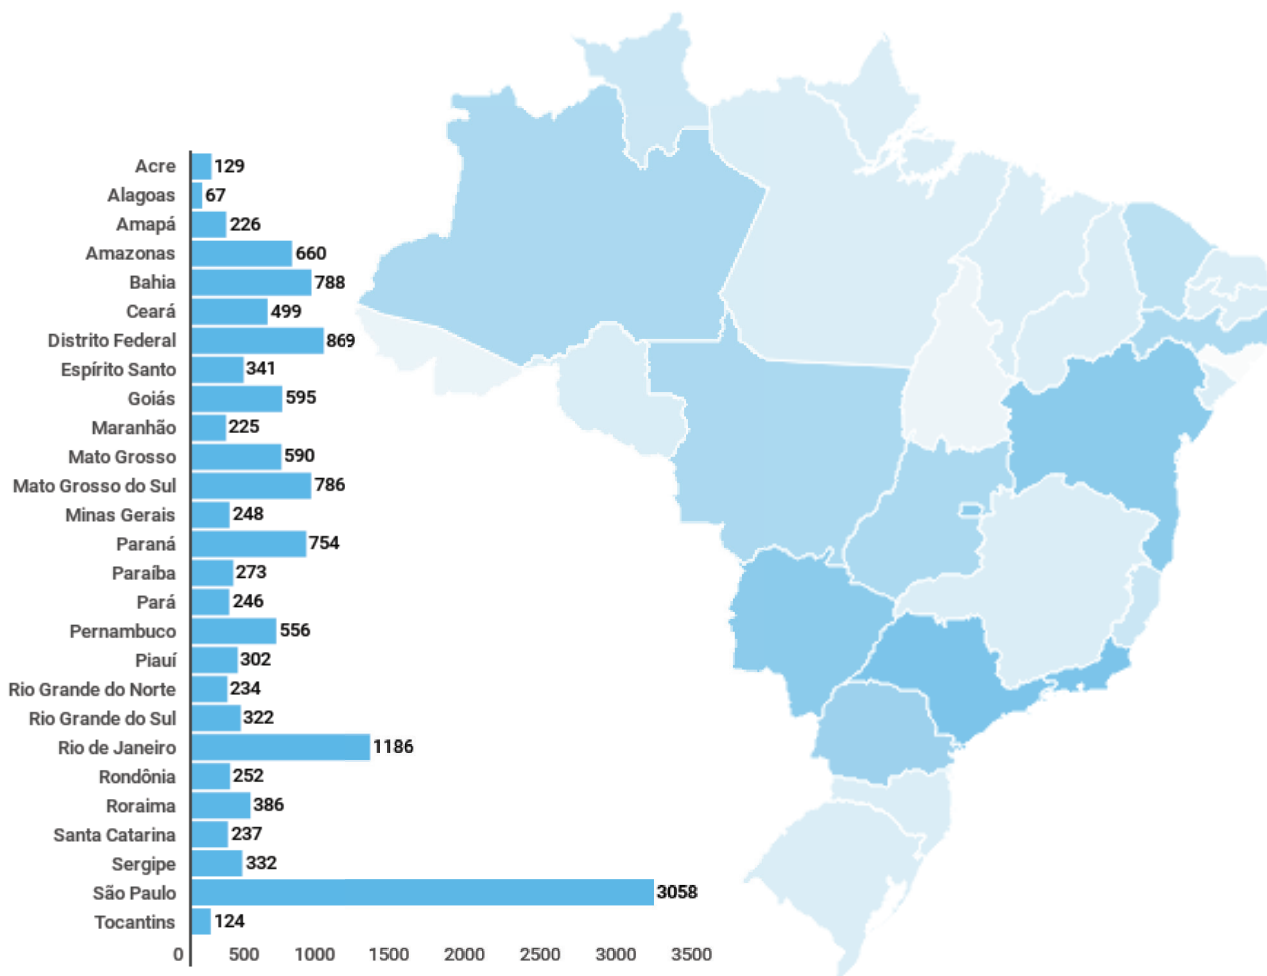 Acre 129
Alagoas 67
Amapá 226
Amazonas 660
Bahia 788
Ceará 499
Distrito Federal 869
Espírito Santo 341
Goiás 595
Maranhão 225
Mato Grosso 590
Mato Grosso do Sul 786
Minas Gerais 248
Paraná 754
Paraíba 273
Pará 246
Pernambuco 556
Piauí 302
Rio Grande do Norte 234
Rio Grande do Sul 322
Rio de Janeiro 1186
Rondônia 252
Roraima 386
Santa Catarina 237
Sergipe 332
São Paulo 3058
Tocantins 124
0 500 1000 1500 2000 2500 3000 3500